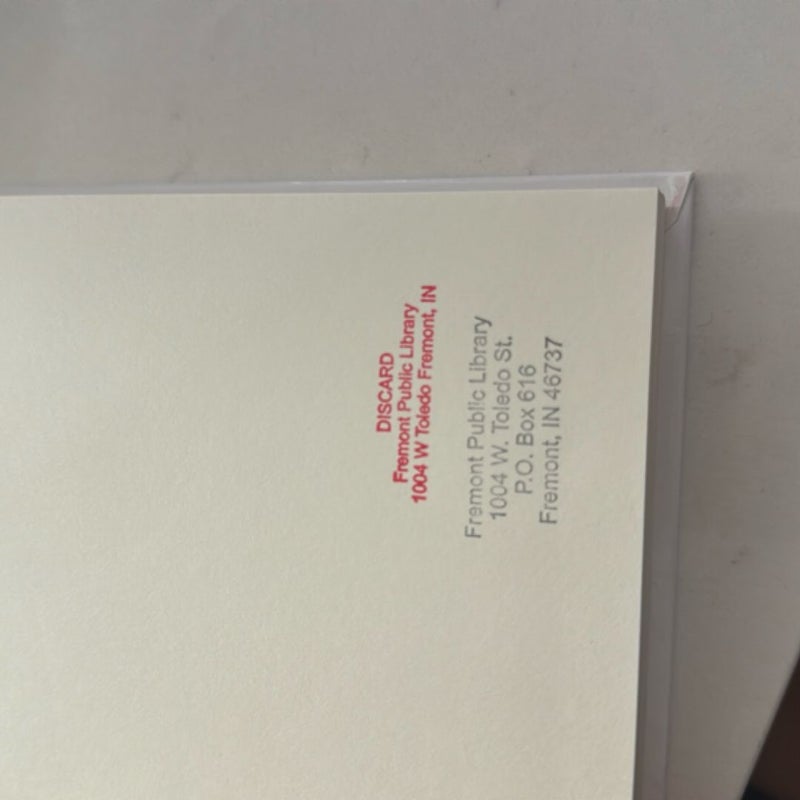 DISCARD
Fremont Public Library
1004 W Toledo Fremont, IN
Fremont Public Library
1004 W. Toledo St.
P.O. Box 616
Fremont, IN 46737